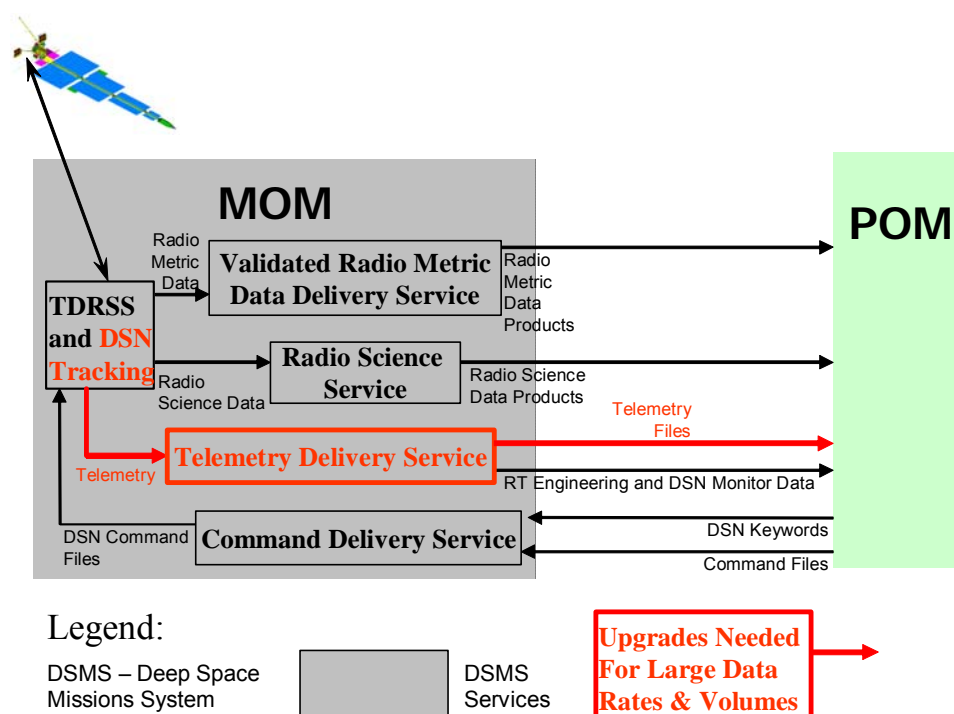 MOM
POM
Radio
Metric
Data
Validated Radio Metric
Data Delivery Service
Radio
Metric
Data
Products
TDRSS
and DSN
Tracking
Radio
Science Data
Radio Science
Service
Radio Science
Data Products
Telemetry
Files
Telemetry
Telemetry Delivery Service
RT Engineering and DSN Monitor Data
DSN Command
Files
Command Delivery Service
DSN Keywords
Command Files
Legend:
DSMS – Deep Space
Missions System
DSMS
Services
Upgrades Needed
For Large Data
Rates & Volumes